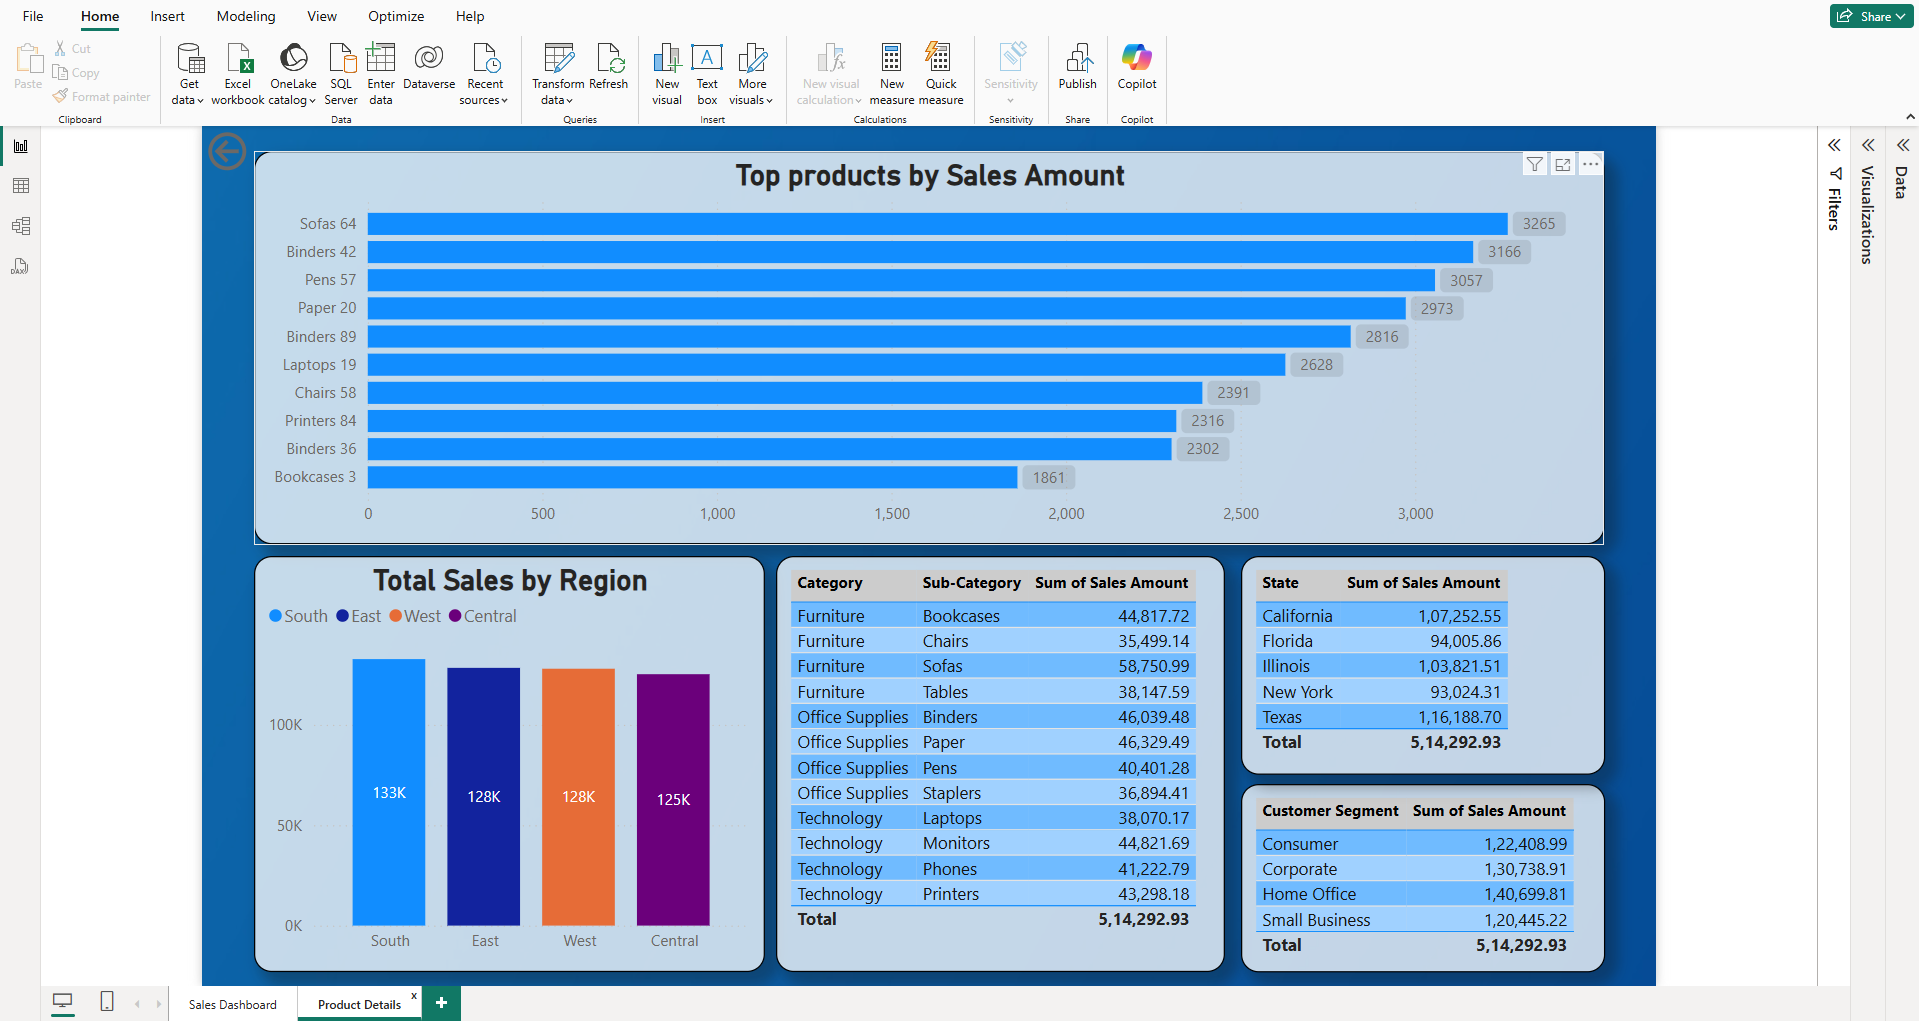 File Home Insert Modeling View Optimize Help Share
Paste
Cut
Copy
Format painter
Clipboard
Get data
Excel workbook
OneLake catalog
SQL Server
Enter data
Dataverse
Recent sources
Data
Transform data
Refresh
Queries
New visual
Text box
More visuals
Insert
New visual calculation
New measure
Quick measure
Calculations
Sensitivity
Sensitivity
Publish
Share
Copilot
Copilot
Top products by Sales Amount
Sofas 64 3265
Binders 42 3166
Pens 57 3057
Paper 20 2973
Binders 89 2816
Laptops 19 2628
Chairs 58 2391
Printers 84 2316
Binders 36 2302
Bookcases 3 1861
0 500 1,000 1,500 2,000 2,500 3,000
Total Sales by Region
South East West Central
100K
50K
0K
133K 128K 128K 125K
South East West Central
Category Sub-Category Sum of Sales Amount
Furniture Bookcases 44,817.72
Furniture Chairs 35,499.14
Furniture Sofas 58,750.99
Furniture Tables 38,147.59
Office Supplies Binders 46,039.48
Office Supplies Paper 46,329.49
Office Supplies Pens 40,401.28
Office Supplies Staplers 36,894.41
Technology Laptops 38,070.17
Technology Monitors 44,821.69
Technology Phones 41,222.79
Technology Printers 43,298.18
Total 5,14,292.93
State Sum of Sales Amount
California 1,07,252.55
Florida 94,005.86
Illinois 1,03,821.51
New York 93,024.31
Texas 1,16,188.70
Total 5,14,292.93
Customer Segment Sum of Sales Amount
Consumer 1,22,408.99
Corporate 1,30,738.91
Home Office 1,40,699.81
Small Business 1,20,445.22
Total 5,14,292.93
Filters
Visualizations
Data
DAX
Sales Dashboard Product Details x +